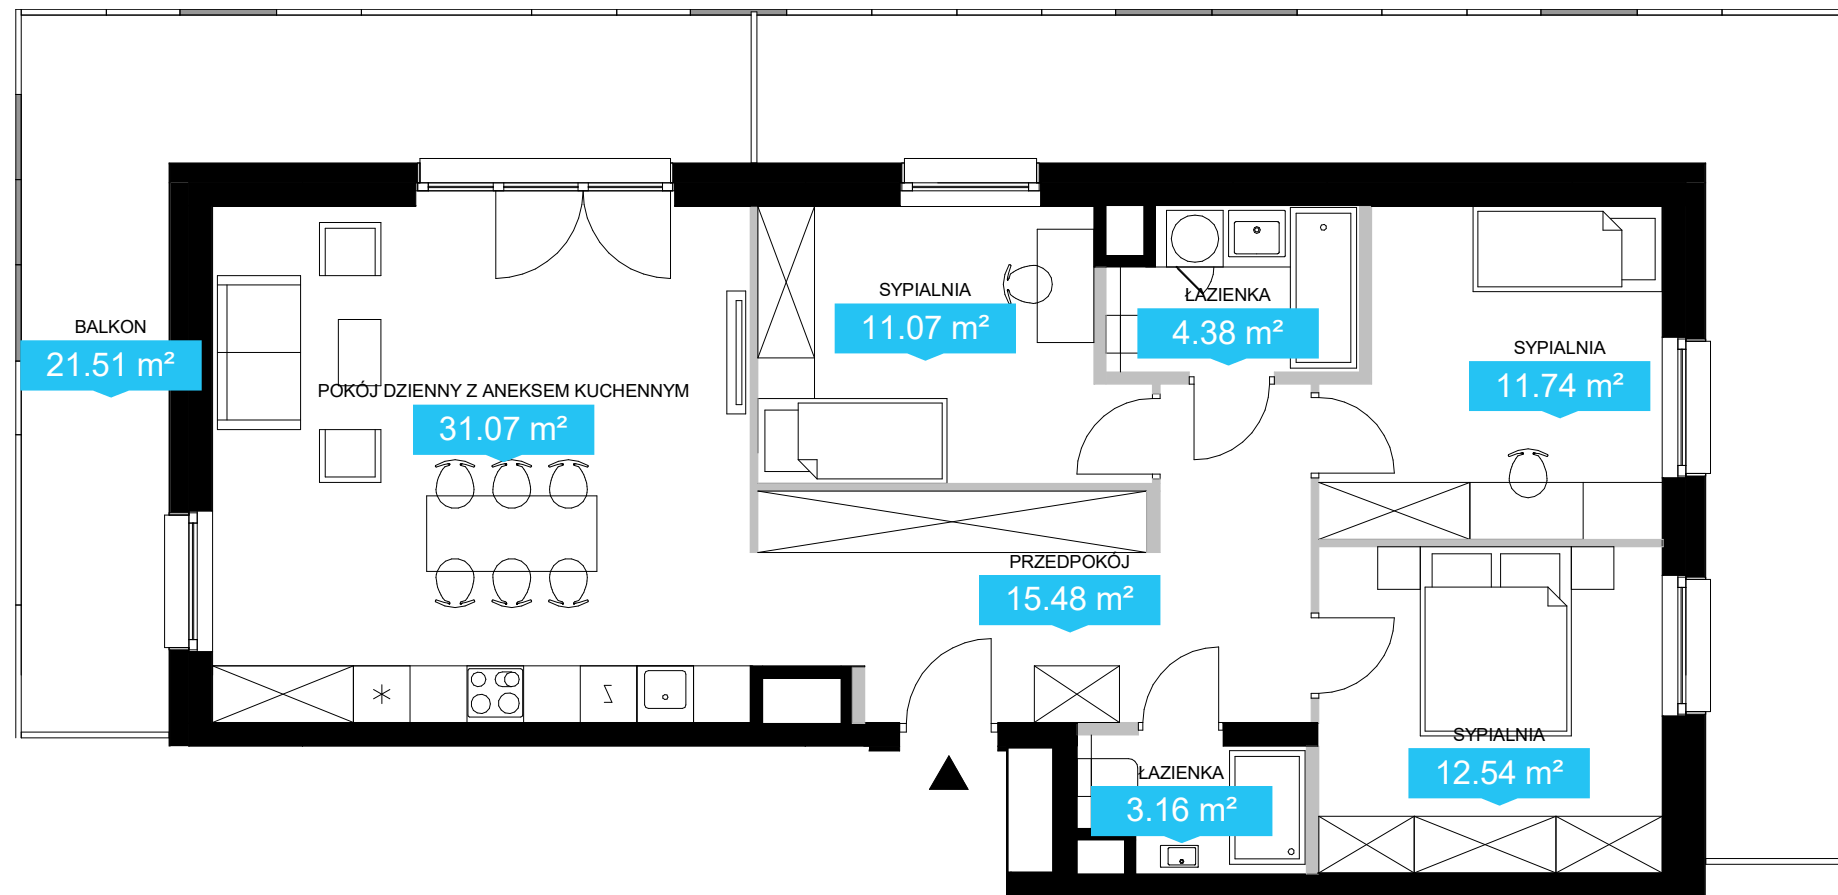 BALKON
21.51 m²
POKÓJ DZIENNY Z ANEKSEM KUCHENNYM
31.07 m²
SYPIALNIA
11.07 m²
ŁAZIENKA
4.38 m²
SYPIALNIA
11.74 m²
PRZEDPOKÓJ
15.48 m²
SYPIALNIA
12.54 m²
ŁAZIENKA
3.16 m²